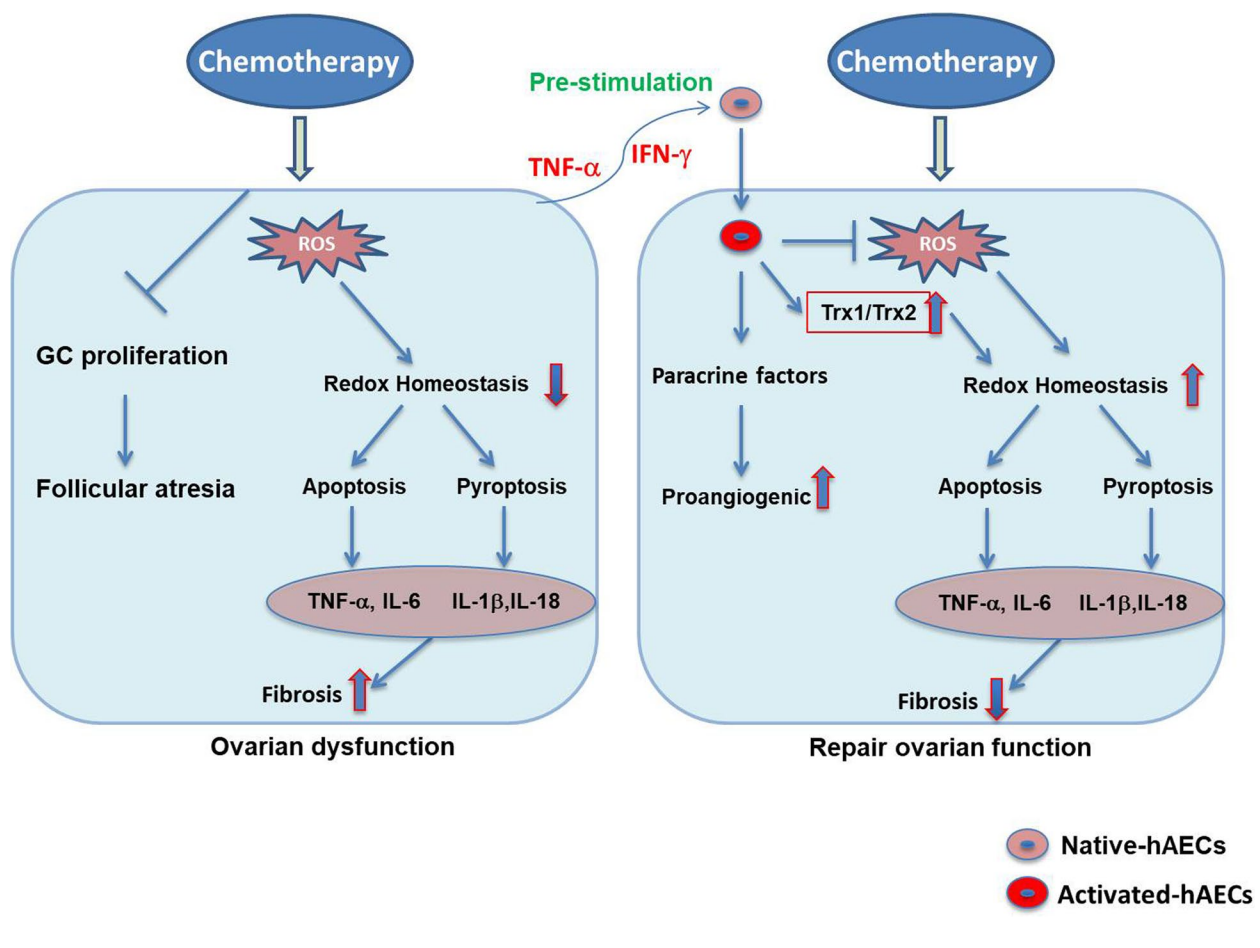 Chemotherapy
Chemotherapy
Pre-stimulation
TNF-α
IFN-γ
ROS
GC proliferation
Follicular atresia
Redox Homeostasis
Apoptosis
Pyroptosis
TNF-α, IL-6
IL-1β,IL-18
Fibrosis
Ovarian dysfunction
ROS
Trx1/Trx2
Paracrine factors
Proangiogenic
Redox Homeostasis
Apoptosis
Pyroptosis
TNF-α, IL-6
IL-1β,IL-18
Fibrosis
Repair ovarian function
Native-hAECs
Activated-hAECs